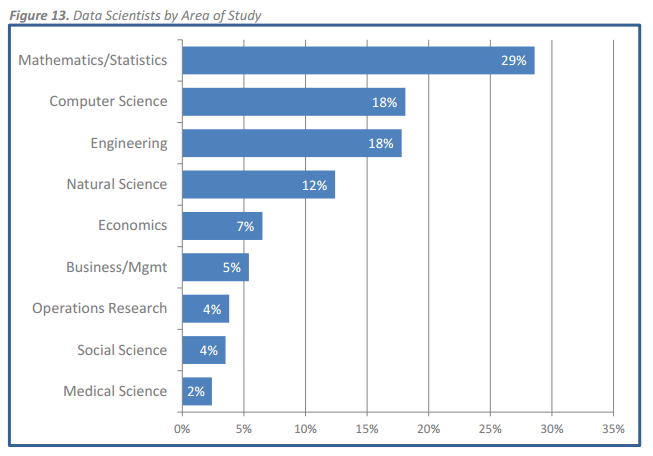 Figure 13. Data Scientists by Area of Study
Mathematics/Statistics 29%
Computer Science 18%
Engineering 18%
Natural Science 12%
Economics 7%
Business/Mgmt 5%
Operations Research 4%
Social Science 4%
Medical Science 2%
0% 5% 10% 15% 20% 25% 30% 35%